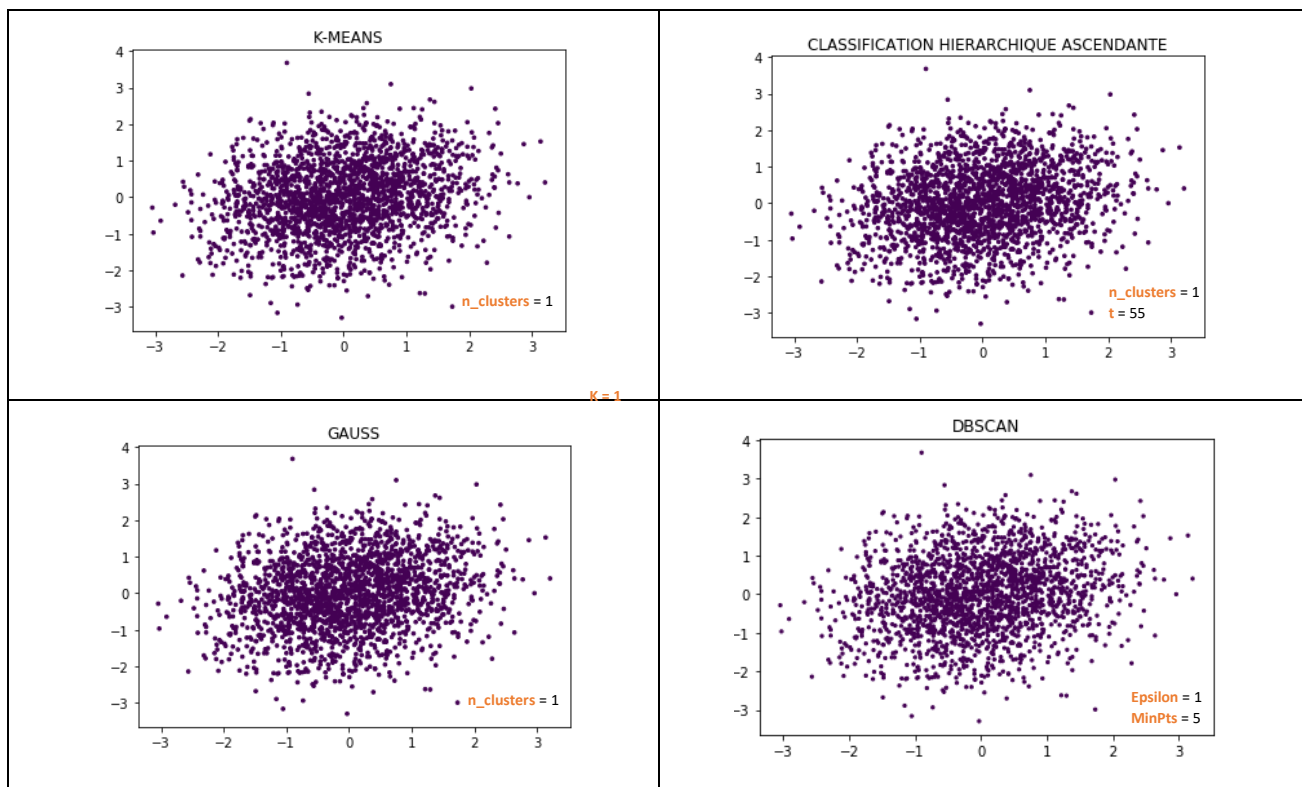 K-MEANS
4
3
2
1
0
−1
−2
−3
n_clusters = 1
−3 −2 −1 0 1 2 3
CLASSIFICATION HIERARCHIQUE ASCENDANTE
4
3
2
1
0
−1
−2
−3
n_clusters = 1
t = 55
−3 −2 −1 0 1 2 3
K = 1
GAUSS
4
3
2
1
0
−1
−2
−3
n_clusters = 1
−3 −2 −1 0 1 2 3
DBSCAN
4
3
2
1
0
−1
−2
−3
Epsilon = 1
MinPts = 5
−3 −2 −1 0 1 2 3